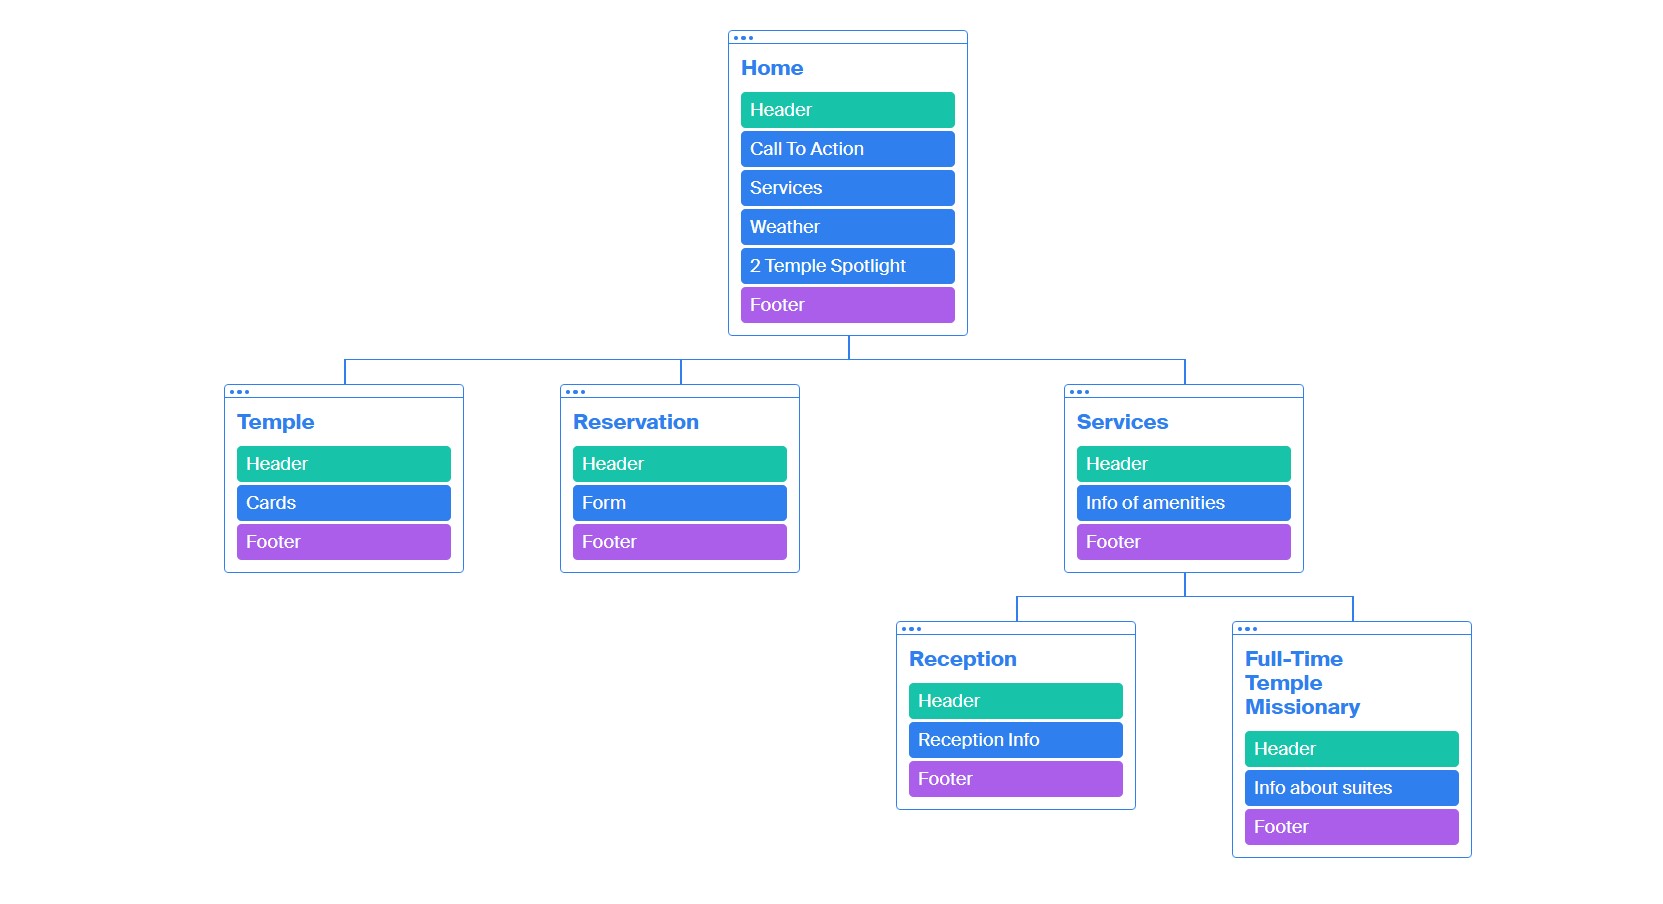 Home
Header
Call To Action
Services
Weather
2 Temple Spotlight
Footer
Temple
Header
Cards
Footer
Reservation
Header
Form
Footer
Services
Header
Info of amenities
Footer
Reception
Header
Reception Info
Footer
Full-Time
Temple
Missionary
Header
Info about suites
Footer